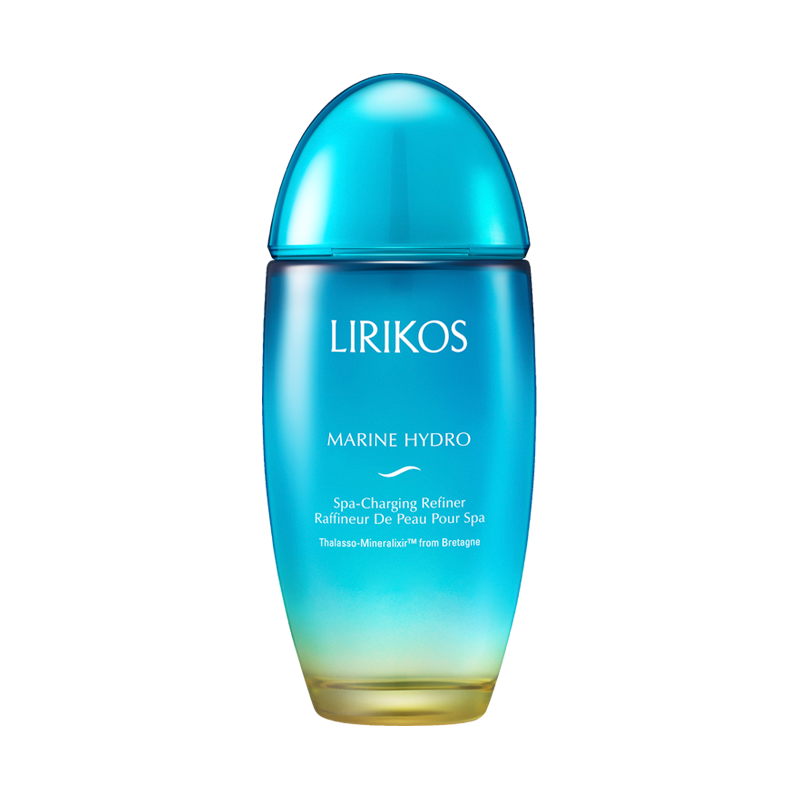 LIRIKOS
MARINE HYDRO
Spa-Charging Refiner
Raffineur De Peau Pour Spa
Thalasso-Mineralixir™ from Bretagne